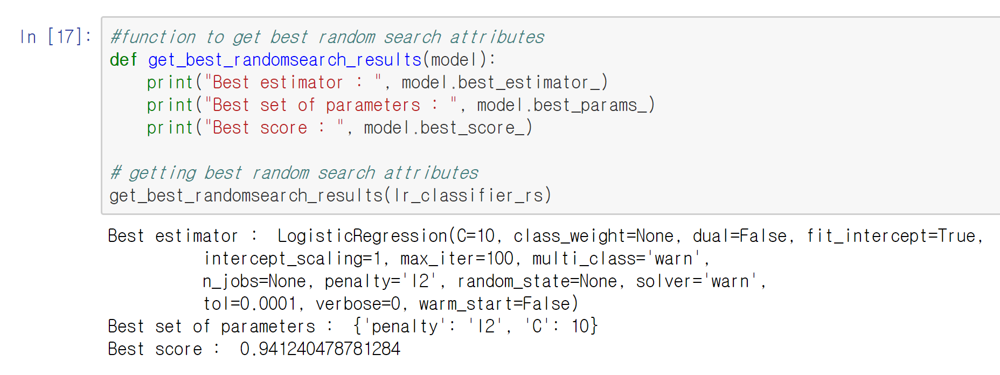 In [17]: #function to get best random search attributes
def get_best_randomsearch_results(model):
    print("Best estimator : ", model.best_estimator_)
    print("Best set of parameters : ", model.best_params_)
    print("Best score : ", model.best_score_)

# getting best random search attributes
get_best_randomsearch_results(lr_classifier_rs)
Best estimator :  LogisticRegression(C=10, class_weight=None, dual=False, fit_intercept=True,
          intercept_scaling=1, max_iter=100, multi_class='warn',
          n_jobs=None, penalty='l2', random_state=None, solver='warn',
          tol=0.0001, verbose=0, warm_start=False)
Best set of parameters :  {'penalty': 'l2', 'C': 10}
Best score :  0.941240478781284